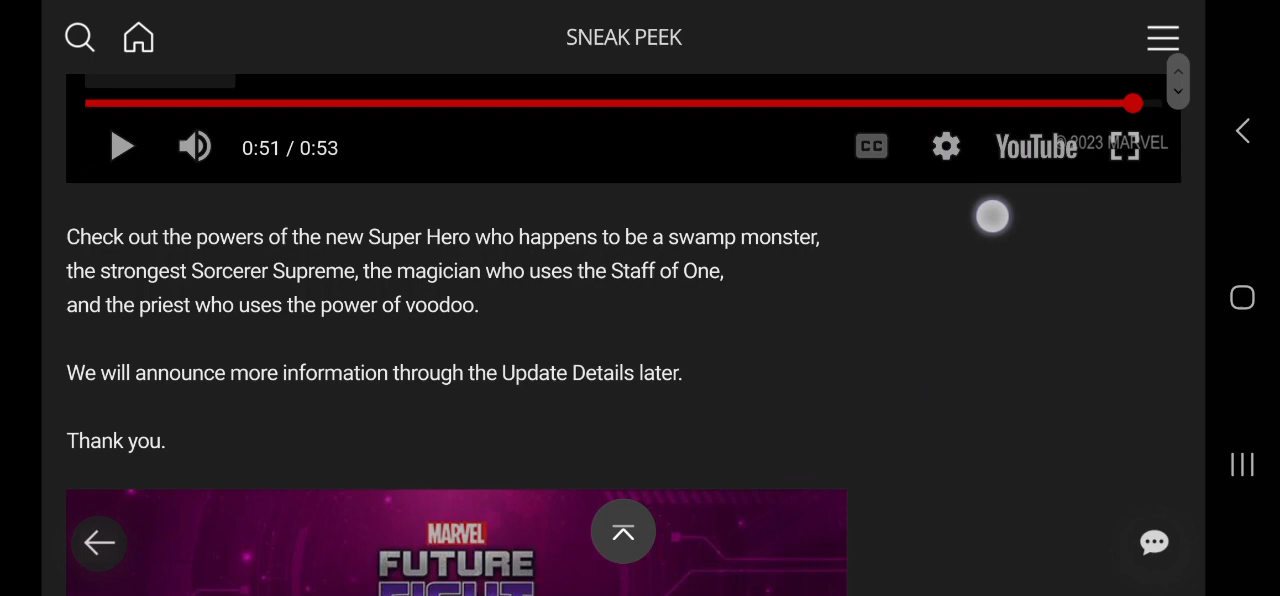 SNEAK PEEK
0:51 / 0:53
CC
YouTube
© 2023 MARVEL
Check out the powers of the new Super Hero who happens to be a swamp monster,
the strongest Sorcerer Supreme, the magician who uses the Staff of One,
and the priest who uses the power of voodoo.
We will announce more information through the Update Details later.
Thank you.
MARVEL
FUTURE
FIGHT